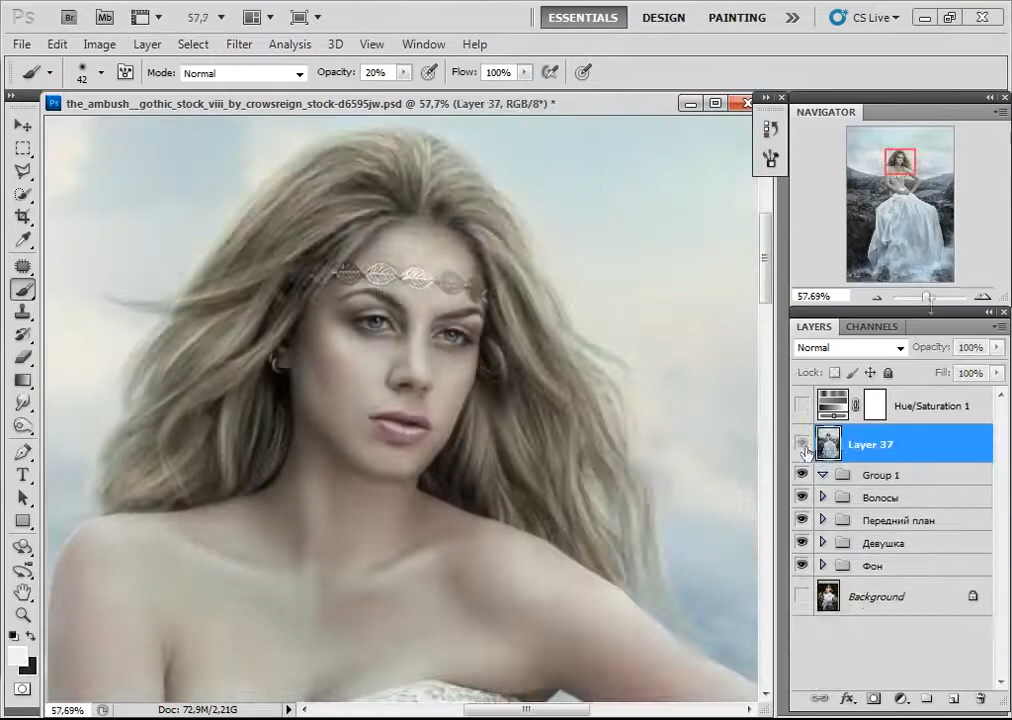 Ps Br Mb 57,7 ESSENTIALS DESIGN PAINTING CS Live
File Edit Image Layer Select Filter Analysis 3D View Window Help
42 Mode: Normal Opacity: 20% Flow: 100%
Ps the_ambush__gothic_stock_viii_by_crowsreign_stock-d6595jw.psd @ 57,7% (Layer 37, RGB/8*) *
NAVIGATOR
57.69%
LAYERS CHANNELS
Normal Opacity: 100%
Lock: Fill: 100%
Hue/Saturation 1
Layer 37
Group 1
Волосы
Передний план
Девушка
Фон
Background
57,69% Doc: 72,9M/2,21G